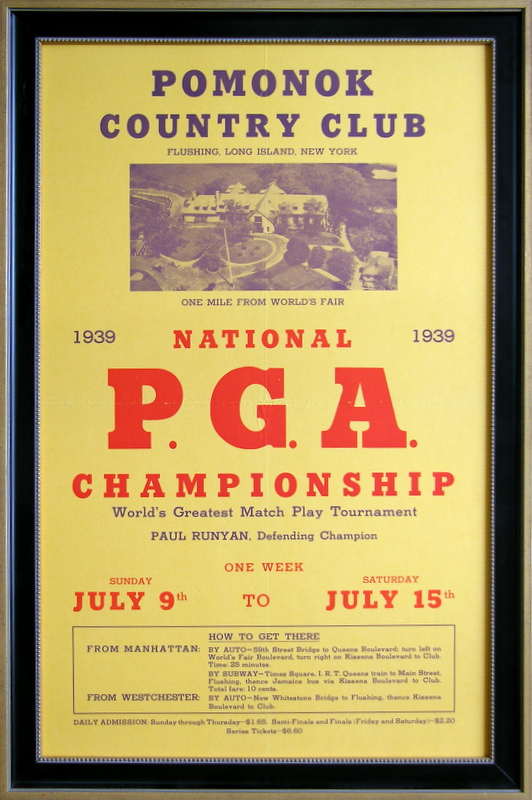 POMONOK
COUNTRY CLUB
FLUSHING, LONG ISLAND, NEW YORK
ONE MILE FROM WORLD'S FAIR
1939 NATIONAL 1939
P. G. A.
CHAMPIONSHIP
World's Greatest Match Play Tournament
PAUL RUNYAN, Defending Champion
ONE WEEK
SUNDAY SATURDAY
JULY 9th TO JULY 15th
HOW TO GET THERE
FROM MANHATTAN: BY AUTO—59th Street Bridge to Queens Boulevard; turn left on
World's Fair Boulevard, turn right on Kissena Boulevard to Club.
Time: 25 minutes.
BY SUBWAY—Times Square, I. R. T. Queens train to Main Street,
Flushing, thence Jamaica bus via Kissena Boulevard to Club.
Total fare: 10 cents.
FROM WESTCHESTER: BY AUTO—New Whitestone Bridge to Flushing, thence Kissena
Boulevard to Club.
DAILY ADMISSION: Sunday through Thursday—$1.65. Semi-Finals and Finals (Friday and Saturday)—$2.20
Series Tickets—$6.60